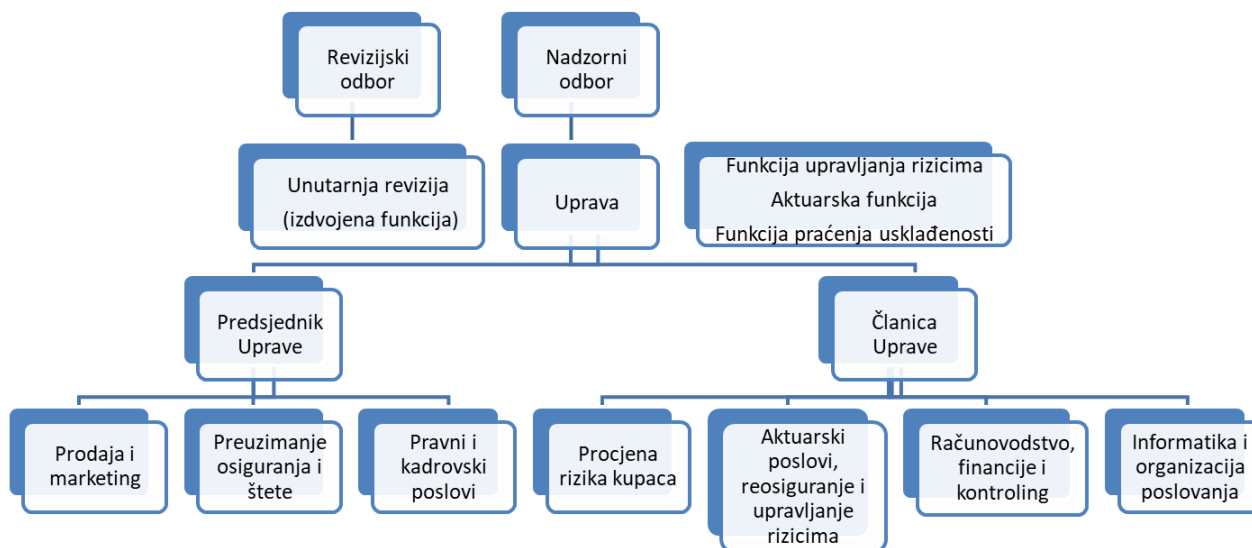 Revizijski
odbor
Nadzorni
odbor
Unutarnja revizija
(izdvojena funkcija)
Uprava
Funkcija upravljanja rizicima
Aktuarska funkcija
Funkcija praćenja usklađenosti
Predsjednik
Uprave
Članica
Uprave
Prodaja i
marketing
Preuzimanje
osiguranja i
štete
Pravni i
kadrovski
poslovi
Procjena
rizika kupaca
Aktuarski
poslovi,
reosiguranje i
upravljanje
rizicima
Računovodstvo,
financije i
kontroling
Informatika i
organizacija
poslovanja